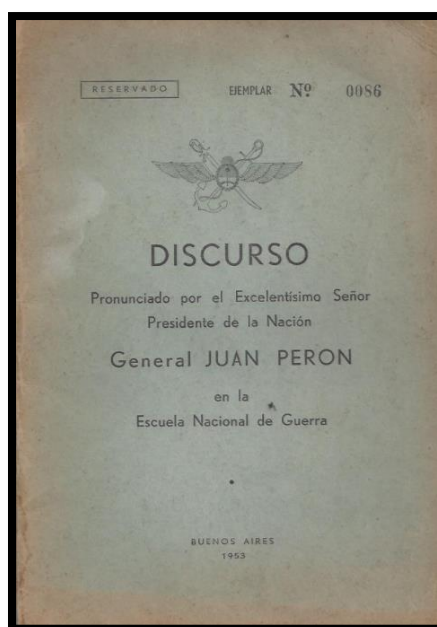 RESERVADO EJEMPLAR Nº 0086
DISCURSO
Pronunciado por el Excelentísimo Señor
Presidente de la Nación
General JUAN PERON
en la
Escuela Nacional de Guerra
BUENOS AIRES
1953